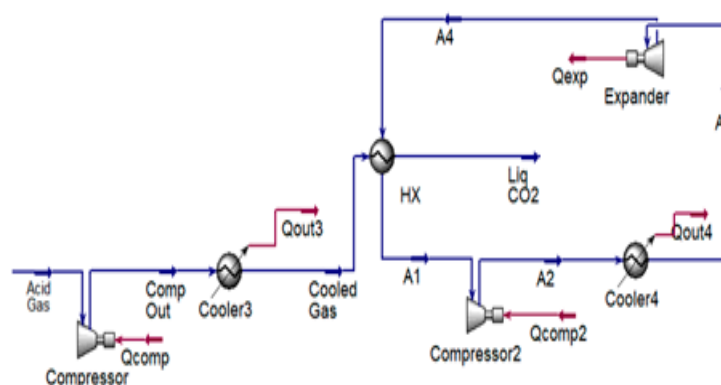 A4
Qexp
Expander
A
HX
Liq
CO2
Qout3
Qout4
Acid
Gas
Comp
Out
Cooler3
Cooled
Gas
A1
A2
Cooler4
Qcomp
Compressor
Qcomp2
Compressor2